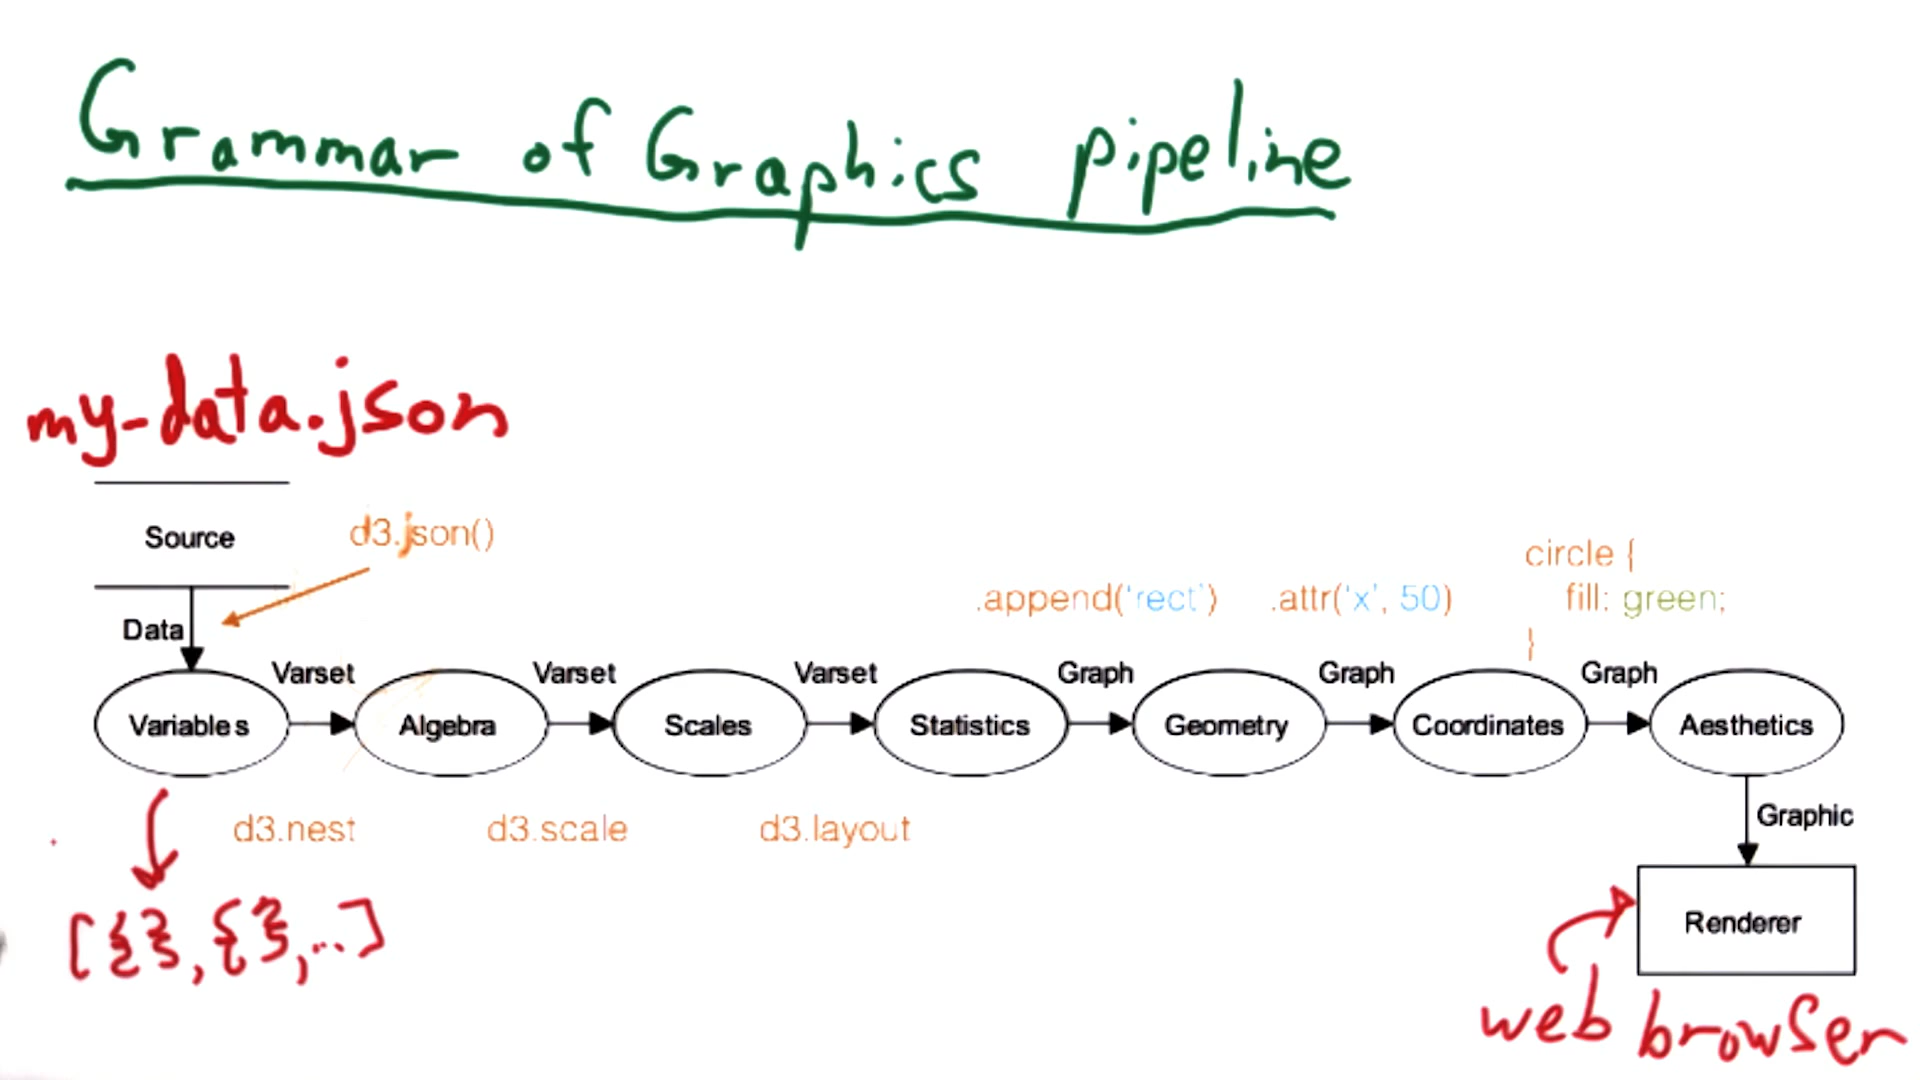 Grammar of Graphics pipeline
my-data.json
Source
d3.json()
Data
.append('rect')
.attr('x', 50)
circle {
fill: green;
}
Varset
Varset
Varset
Graph
Graph
Graph
Variables
Algebra
Scales
Statistics
Geometry
Coordinates
Aesthetics
d3.nest
d3.scale
d3.layout
Graphic
[{},{},...]
Renderer
web browser